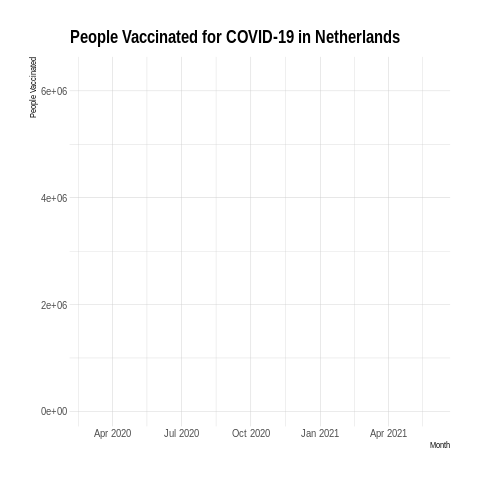 People Vaccinated for COVID-19 in Netherlands
People Vaccinated
6e+06
4e+06
2e+06
0e+00
Apr 2020 Jul 2020 Oct 2020 Jan 2021 Apr 2021
Month